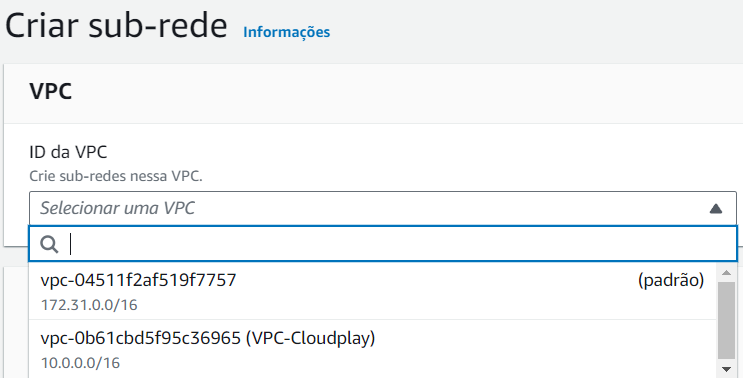 Criar sub-rede Informações
VPC
ID da VPC
Crie sub-redes nessa VPC.
Selecionar uma VPC
vpc-04511f2af519f7757 (padrão)
172.31.0.0/16
vpc-0b61cbd5f95c36965 (VPC-Cloudplay)
10.0.0.0/16